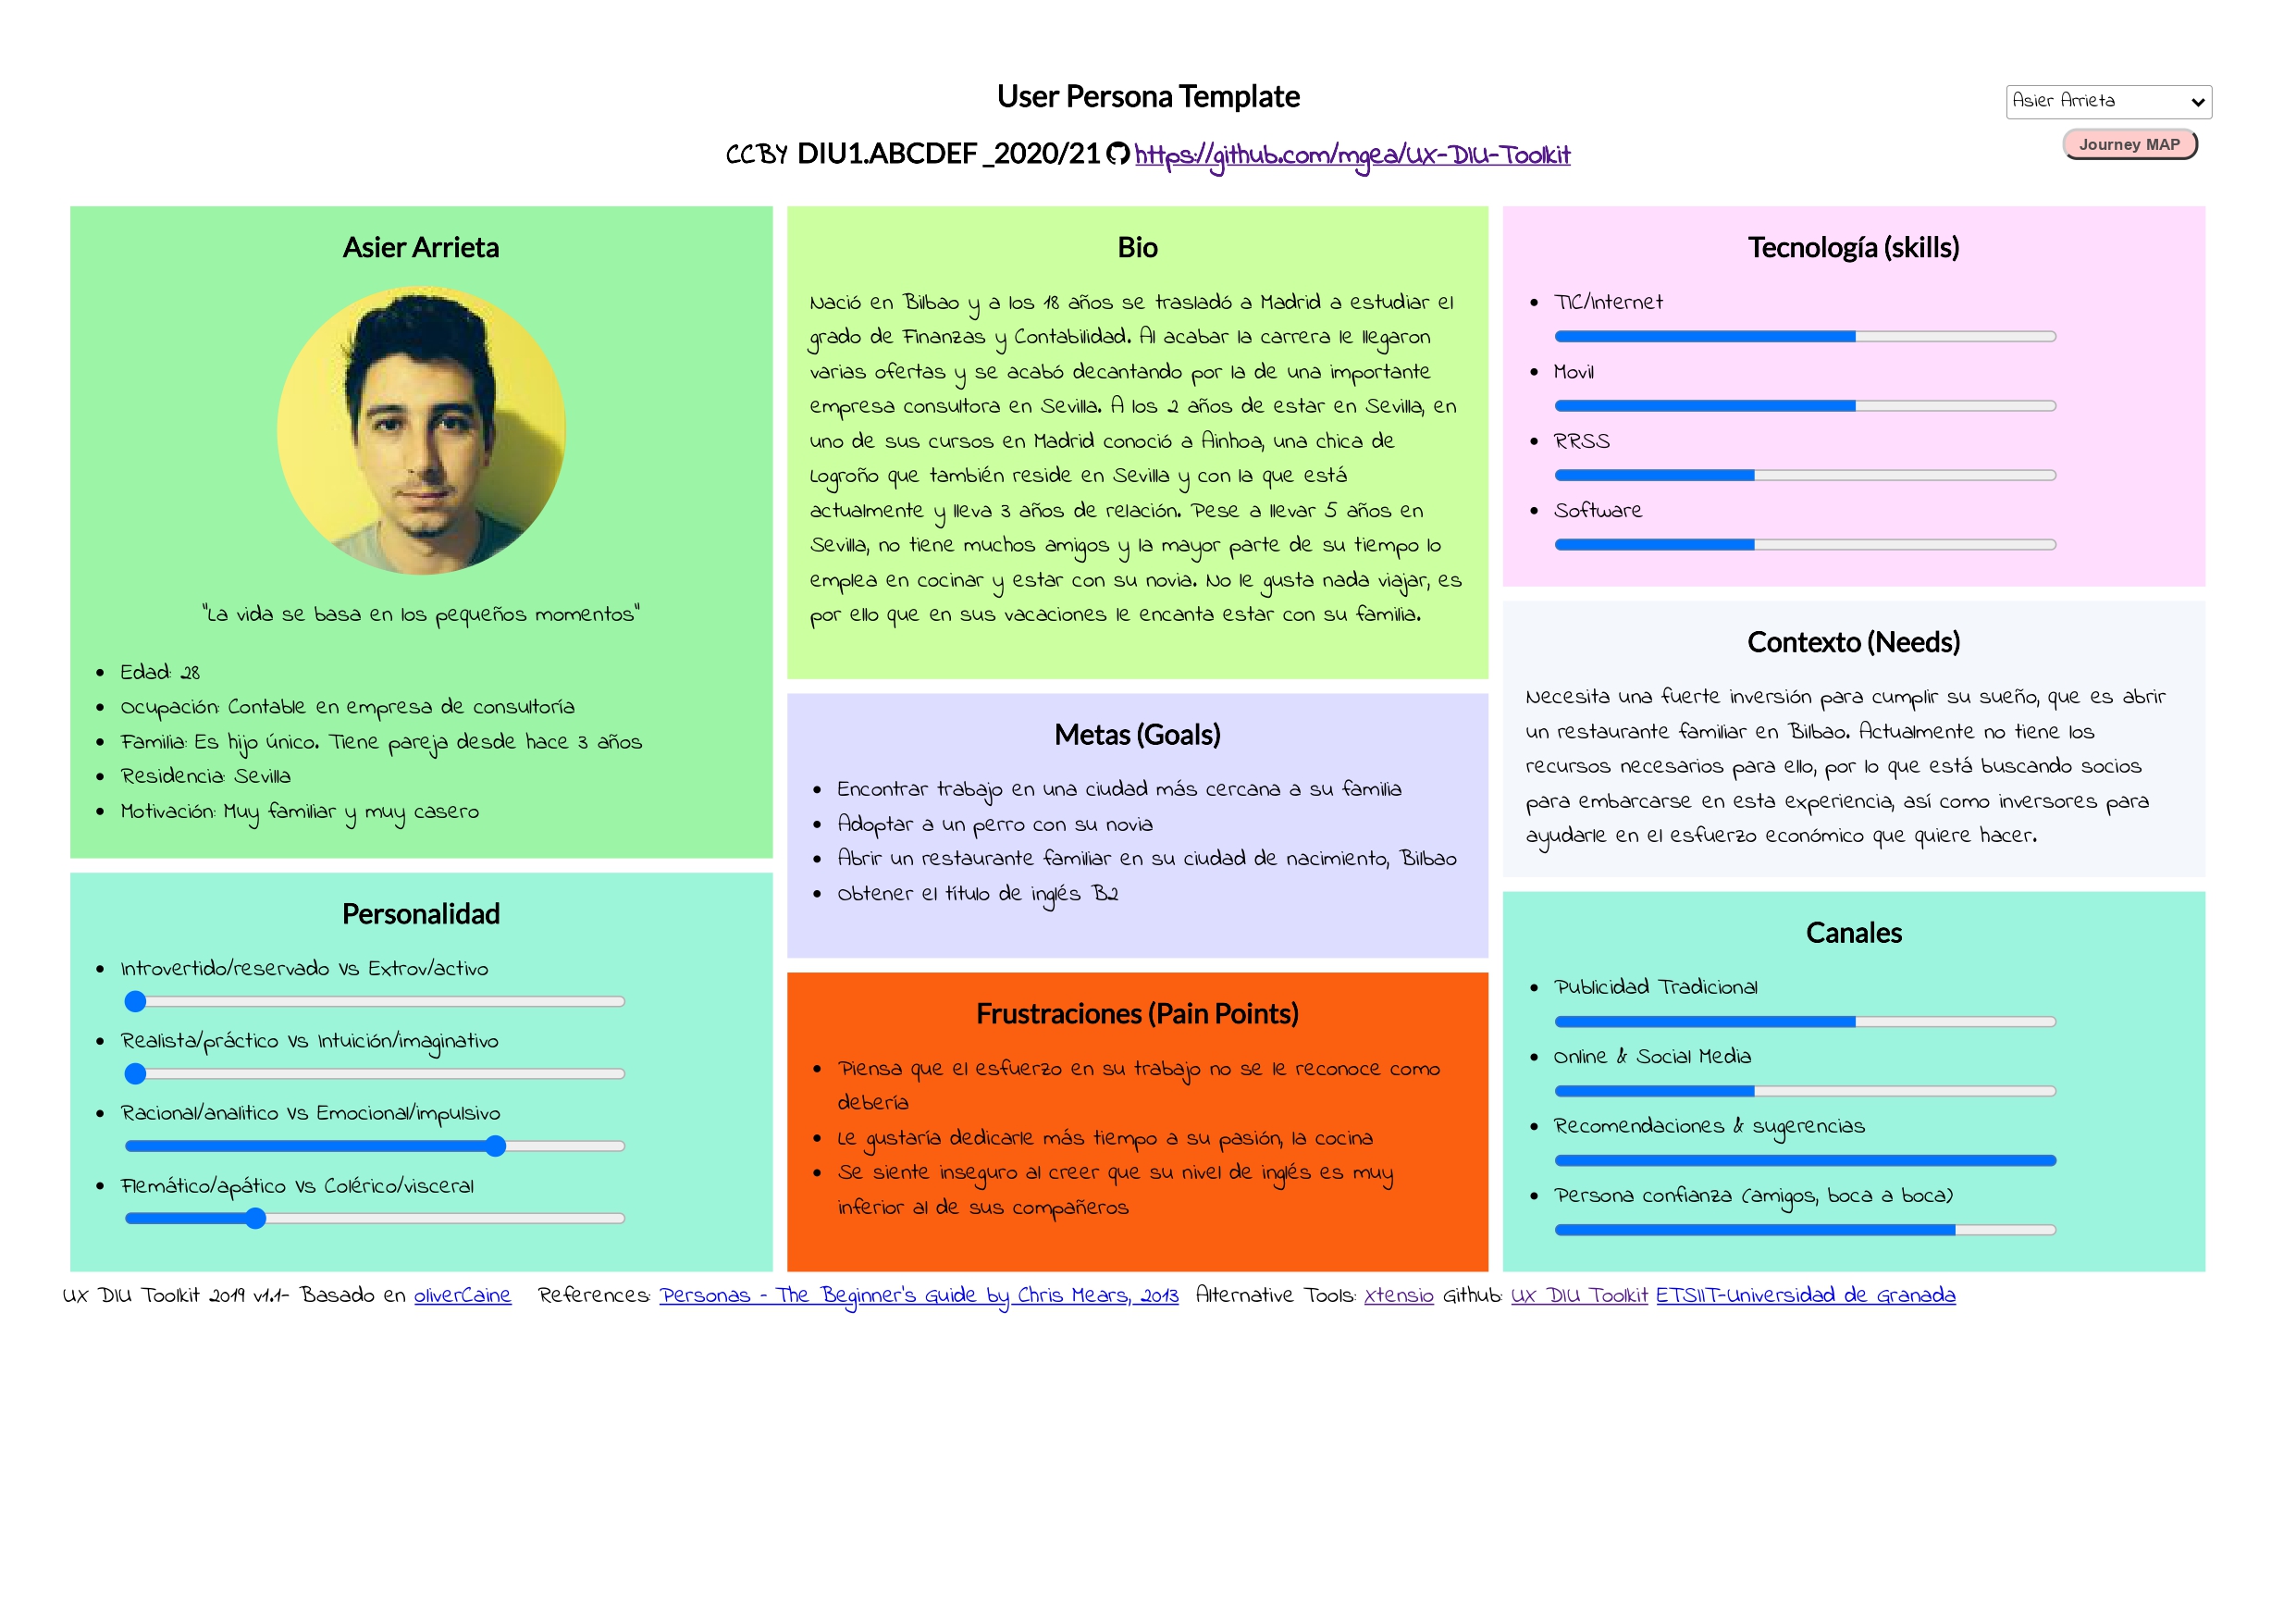 User Persona Template
Asier Arrieta
CCBY DIU1.ABCDEF_2020/21 https://github.com/mgea/UX-DIU-Toolkit
Journey MAP
Asier Arrieta
"La vida se basa en los pequeños momentos"
Edad: 28
Ocupación: Contable en empresa de consultoría
Familia: Es hijo único. Tiene pareja desde hace 3 años
Residencia: Sevilla
Motivación: Muy familiar y muy casero
Personalidad
Introvertido/reservado Vs Extrov/activo
Realista/práctico Vs Intuición/imaginativo
Racional/analítico Vs Emocional/impulsivo
Flemático/apático Vs Colérico/visceral
Bio
Nació en Bilbao y a los 18 años se trasladó a Madrid a estudiar el
grado de Finanzas y Contabilidad. Al acabar la carrera le llegaron
varias ofertas y se acabó decantando por la de una importante
empresa consultora en Sevilla. A los 2 años de estar en Sevilla, en
uno de sus cursos en Madrid conoció a Ainhoa, una chica de
Logroño que también reside en Sevilla y con la que está
actualmente y lleva 3 años de relación. Pese a llevar 5 años en
Sevilla, no tiene muchos amigos y la mayor parte de su tiempo lo
emplea en cocinar y estar con su novia. No le gusta nada viajar, es
por ello que en sus vacaciones le encanta estar con su familia.
Metas (Goals)
Encontrar trabajo en una ciudad más cercana a su familia
Adoptar a un perro con su novia
Abrir un restaurante familiar en su ciudad de nacimiento, Bilbao
Obtener el título de inglés B2
Frustraciones (Pain Points)
Piensa que el esfuerzo en su trabajo no se le reconoce como
debería
Le gustaría dedicarle más tiempo a su pasión, la cocina
Se siente inseguro al creer que su nivel de inglés es muy
inferior al de sus compañeros
Tecnología (skills)
TIC/Internet
Movil
RRSS
Software
Contexto (Needs)
Necesita una fuerte inversión para cumplir su sueño, que es abrir
un restaurante familiar en Bilbao. Actualmente no tiene los
recursos necesarios para ello, por lo que está buscando socios
para embarcarse en esta experiencia, así como inversores para
ayudarle en el esfuerzo económico que quiere hacer.
Canales
Publicidad Tradicional
Online & Social Media
Recomendaciones & sugerencias
Persona confianza (amigos, boca a boca)
UX DIU Toolkit 2019 v1.1- Basado en oliverCaine References: Personas - The Beginner's Guide by Chris Mears, 2013 Alternative Tools: Xtensio Github: UX DIU Toolkit ETSIIT-Universidad de Granada